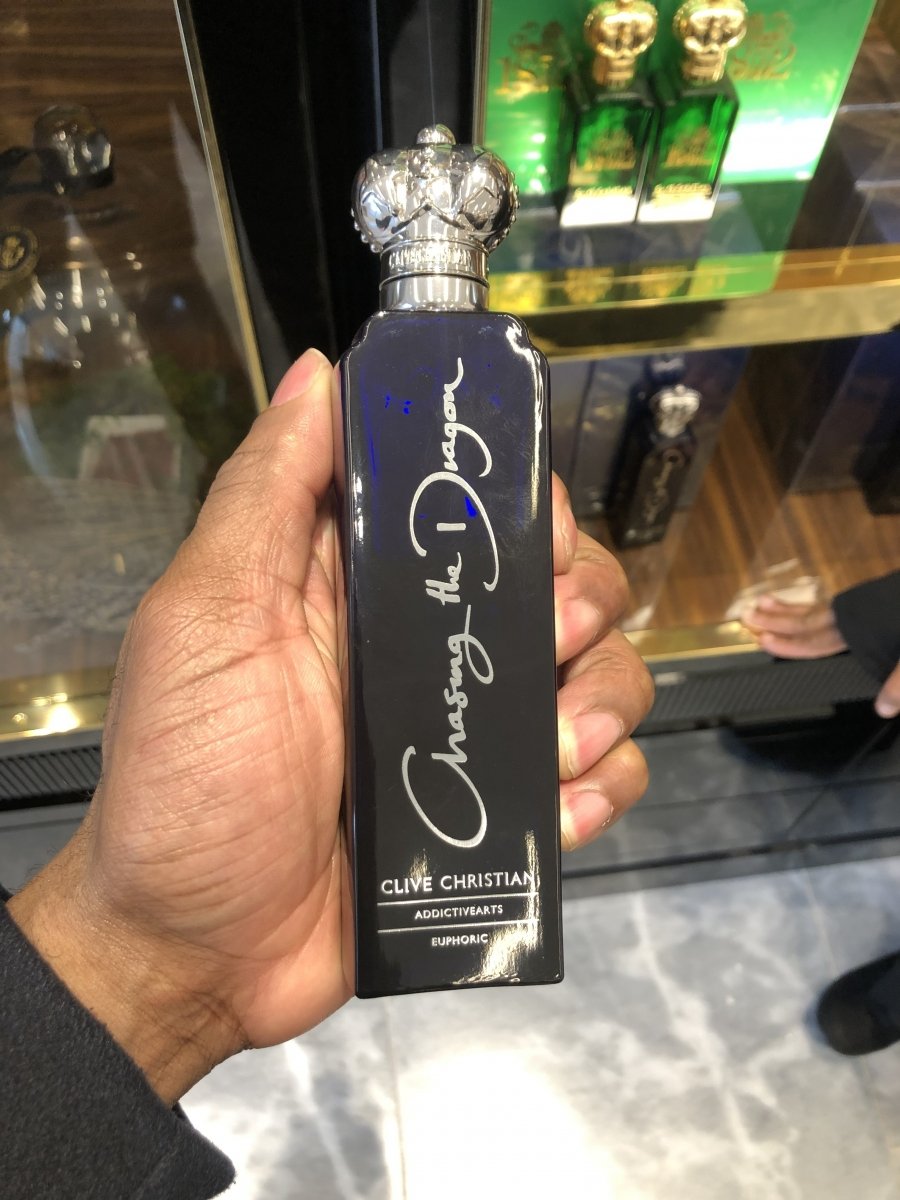 Chasing the Dragon
CLIVE CHRISTIAN
ADDICTIVEARTS
EUPHORIC